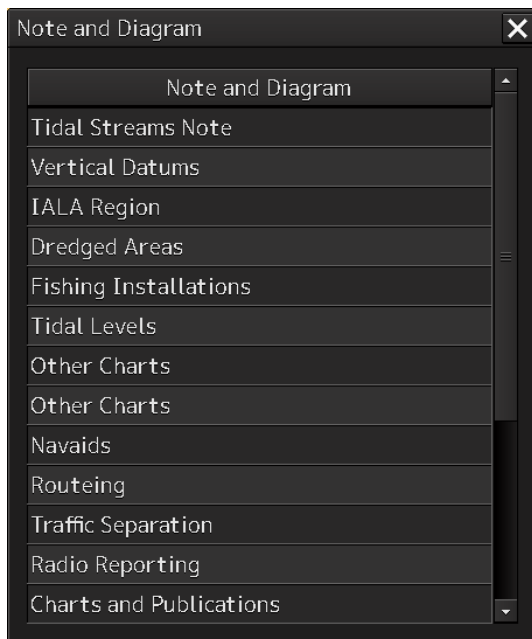 Note and Diagram
Note and Diagram
Tidal Streams Note
Vertical Datums
IALA Region
Dredged Areas
Fishing Installations
Tidal Levels
Other Charts
Other Charts
Navaids
Routeing
Traffic Separation
Radio Reporting
Charts and Publications